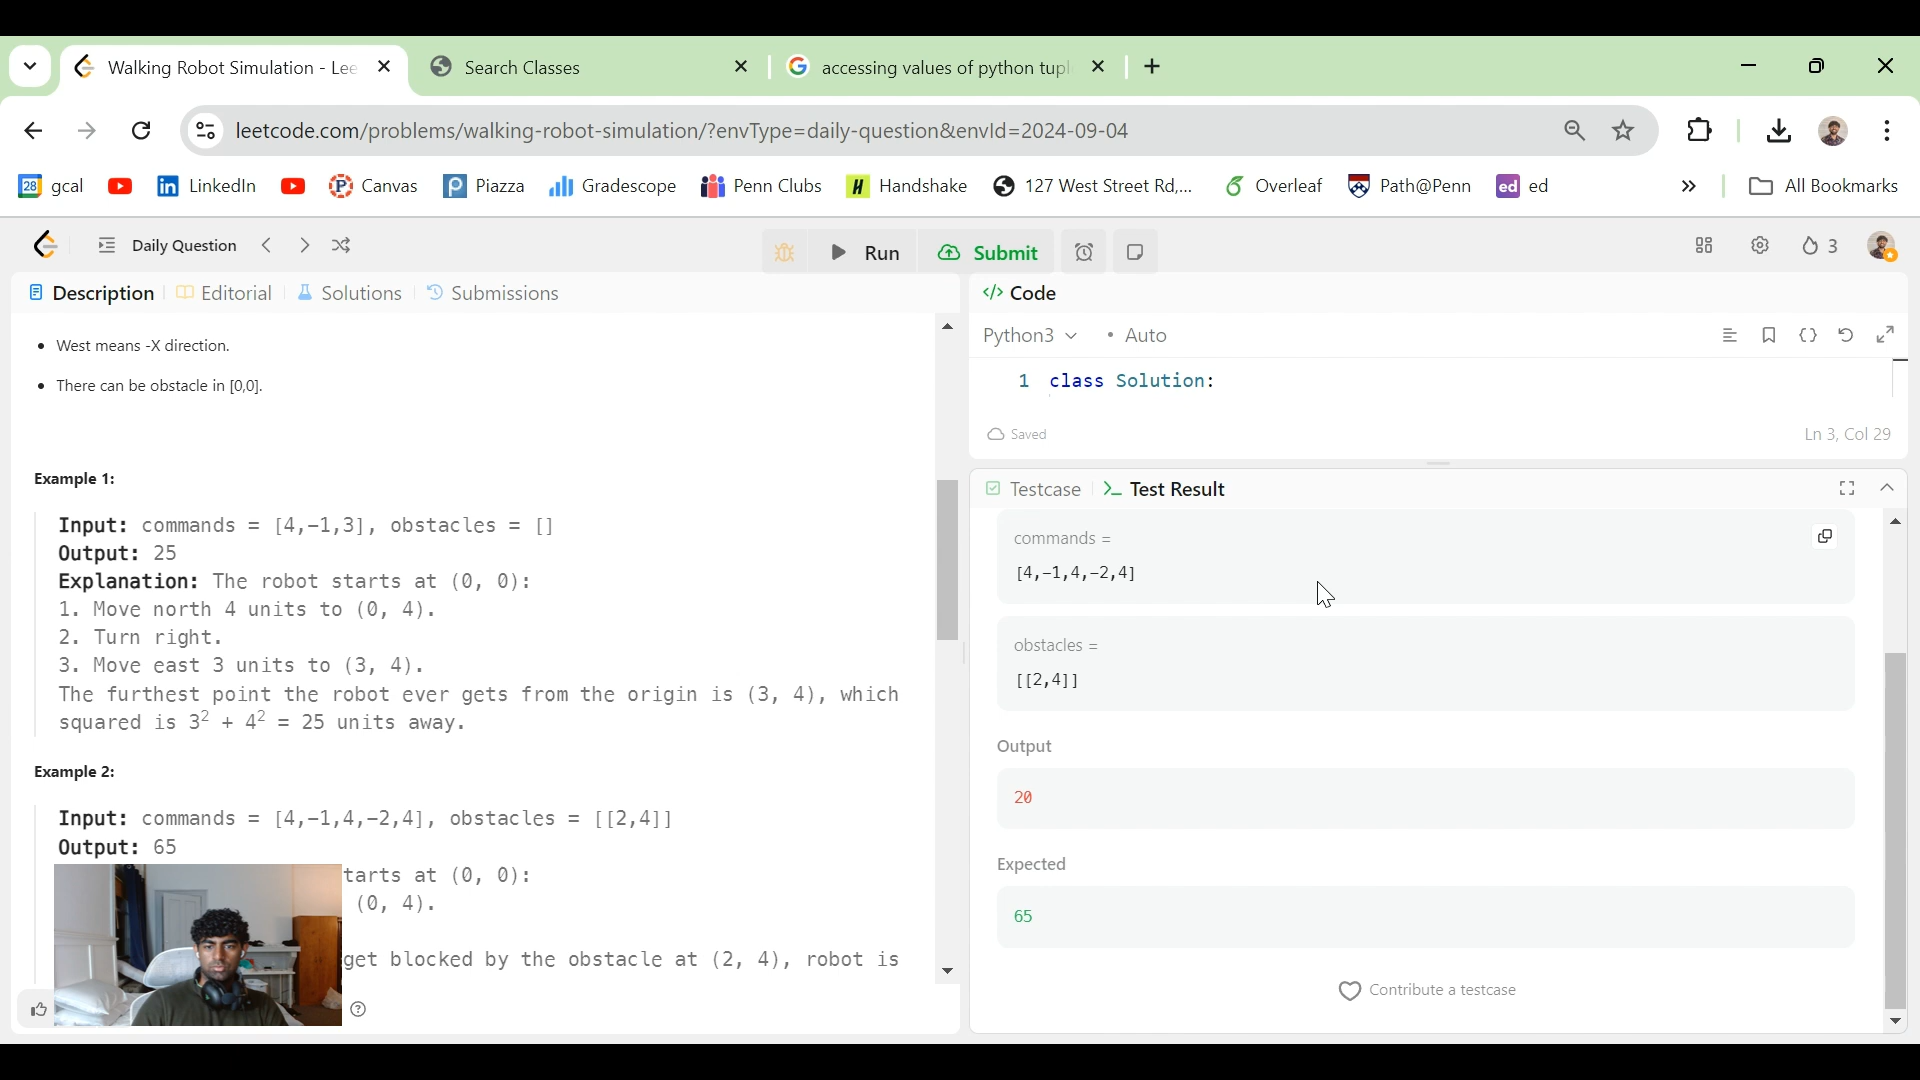 Walking Robot Simulation - Lee
Search Classes
accessing values of python tupl
leetcode.com/problems/walking-robot-simulation/?envType=daily-question&envId=2024-09-04
28 gcal
LinkedIn
Canvas
Piazza
Gradescope
Penn Clubs
Handshake
127 West Street Rd,...
Overleaf
Path@Penn
ed ed
All Bookmarks
Daily Question
Run
Submit
3
Description
Editorial
Solutions
Submissions
• West means -X direction.
• There can be obstacle in [0,0].
Example 1:
Input: commands = [4,-1,3], obstacles = []
Output: 25
Explanation: The robot starts at (0, 0):
1. Move north 4 units to (0, 4).
2. Turn right.
3. Move east 3 units to (3, 4).
The furthest point the robot ever gets from the origin is (3, 4), which
squared is 3² + 4² = 25 units away.
Example 2:
Input: commands = [4,-1,4,-2,4], obstacles = [[2,4]]
Output: 65
tarts at (0, 0):
(0, 4).
get blocked by the obstacle at (2, 4), robot is
</> Code
Python3
• Auto
1 class Solution:
Saved
Ln 3, Col 29
Testcase
Test Result
commands =
[4,-1,4,-2,4]
obstacles =
[[2,4]]
Output
20
Expected
65
Contribute a testcase